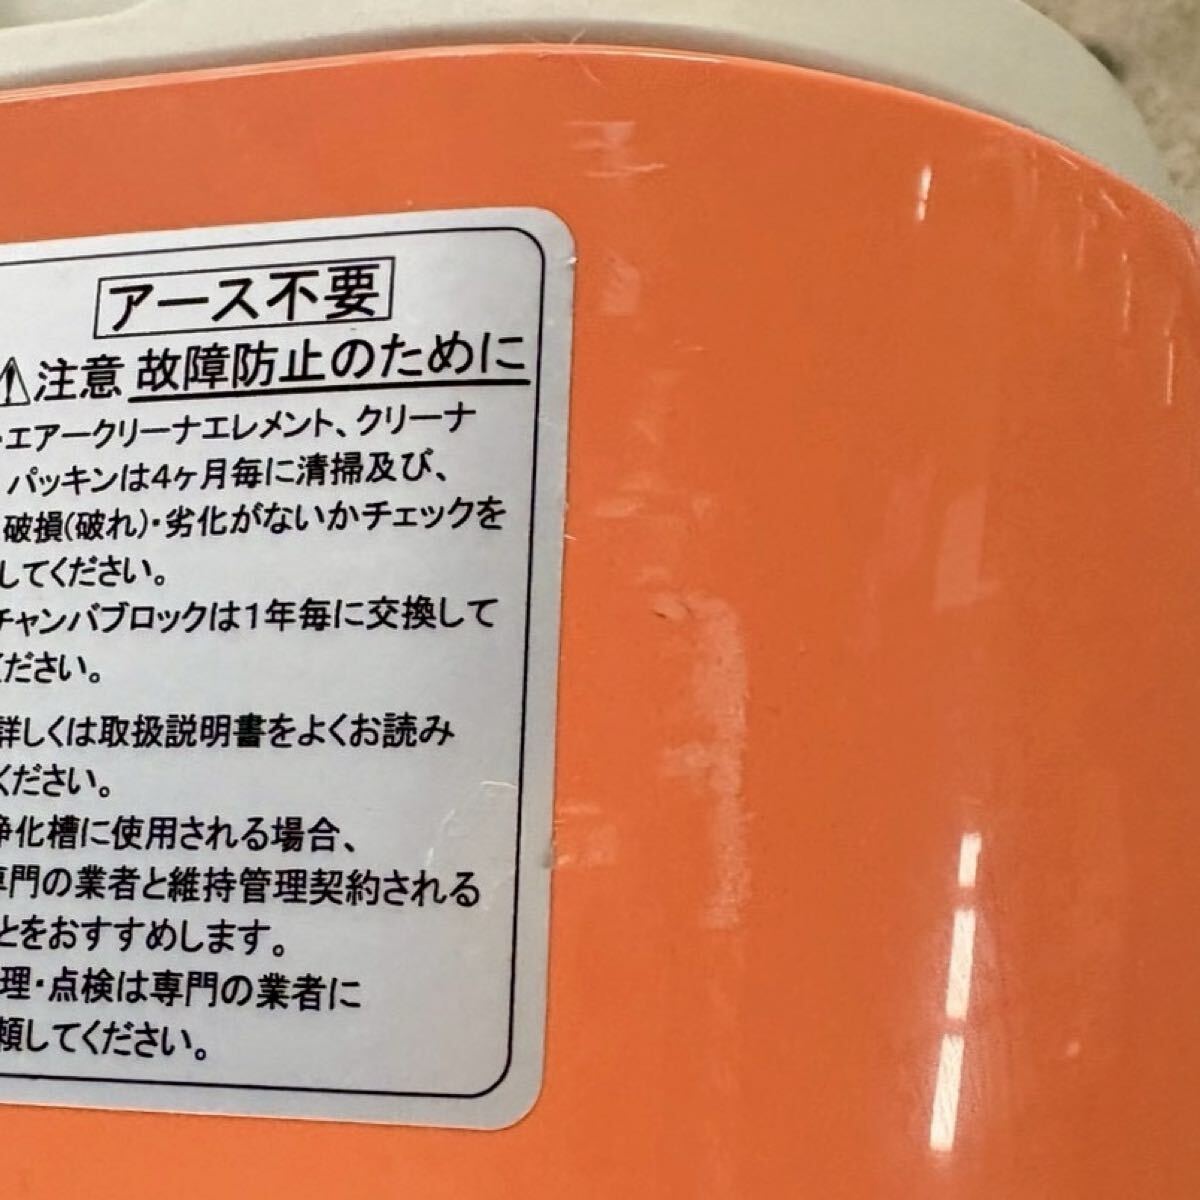 アース不要
注意 故障防止のために
・エアークリーナエレメント、クリーナ
パッキンは4ヶ月毎に清掃及び、
破損(破れ)・劣化がないかチェックを
してください。
チャンバブロックは1年毎に交換して
ください。
詳しくは取扱説明書をよくお読み
ください。
浄化槽に使用される場合、
専門の業者と維持管理契約される
とをおすすめします。
理・点検は専門の業者に
頼してください。